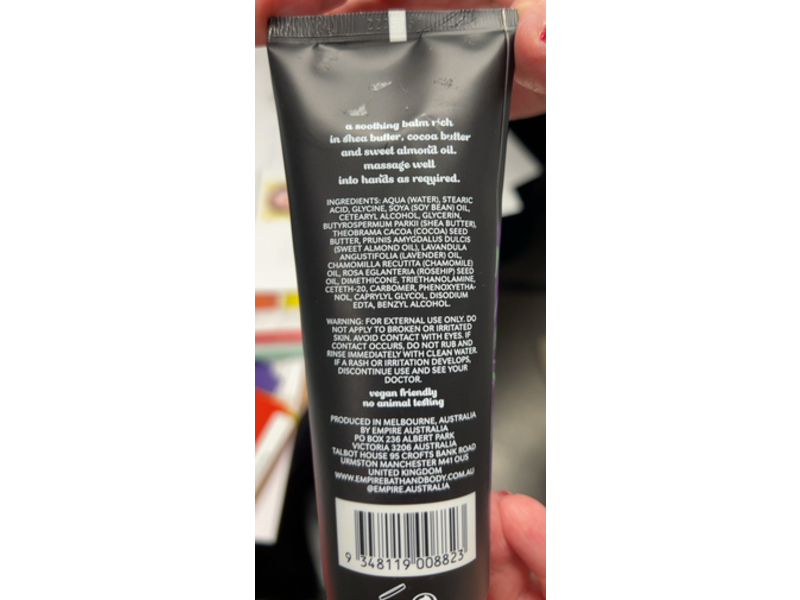 a soothing balm rich
in shea butter, cocoa butter
and sweet almond oil.
massage well
into hands as required.
INGREDIENTS: AQUA (WATER), STEARIC
ACID, GLYCINE, SOYA (SOY BEAN) OIL,
CETEARYL ALCOHOL, GLYCERIN,
BUTYROSPERMUM PARKII (SHEA BUTTER),
THEOBRAMA CACAO (COCOA) SEED
BUTTER, PRUNIS AMYGDALUS DULCIS
(SWEET ALMOND OIL), LAVANDULA
ANGUSTIFOLIA (LAVENDER) OIL,
CHAMOMILLA RECUTITA (CHAMOMILE)
OIL, ROSA EGLANTERIA (ROSEHIP) SEED
OIL, DIMETHICONE, TRIETHANOLAMINE,
CETETH-20, CARBOMER, PHENOXYETHA-
NOL, CAPRYLYL GLYCOL, DISODIUM
EDTA, BENZYL ALCOHOL.
WARNING: FOR EXTERNAL USE ONLY. DO
NOT APPLY TO BROKEN OR IRRITATED
SKIN. AVOID CONTACT WITH EYES. IF
CONTACT OCCURS, DO NOT RUB AND
RINSE IMMEDIATELY WITH CLEAN WATER.
IF A RASH OR IRRITATION DEVELOPS,
DISCONTINUE USE AND SEE YOUR
DOCTOR.
vegan friendly
no animal testing
PRODUCED IN MELBOURNE, AUSTRALIA
BY EMPIRE AUSTRALIA
PO BOX 236 ALBERT PARK
VICTORIA 3206 AUSTRALIA
TALBOT HOUSE 95 CROFTS BANK ROAD
URMSTON MANCHESTER M41 OUS
UNITED KINGDOM
WWW.EMPIREBATHANDBODY.COM.AU
@EMPIRE.AUSTRALIA
9 348119 008823